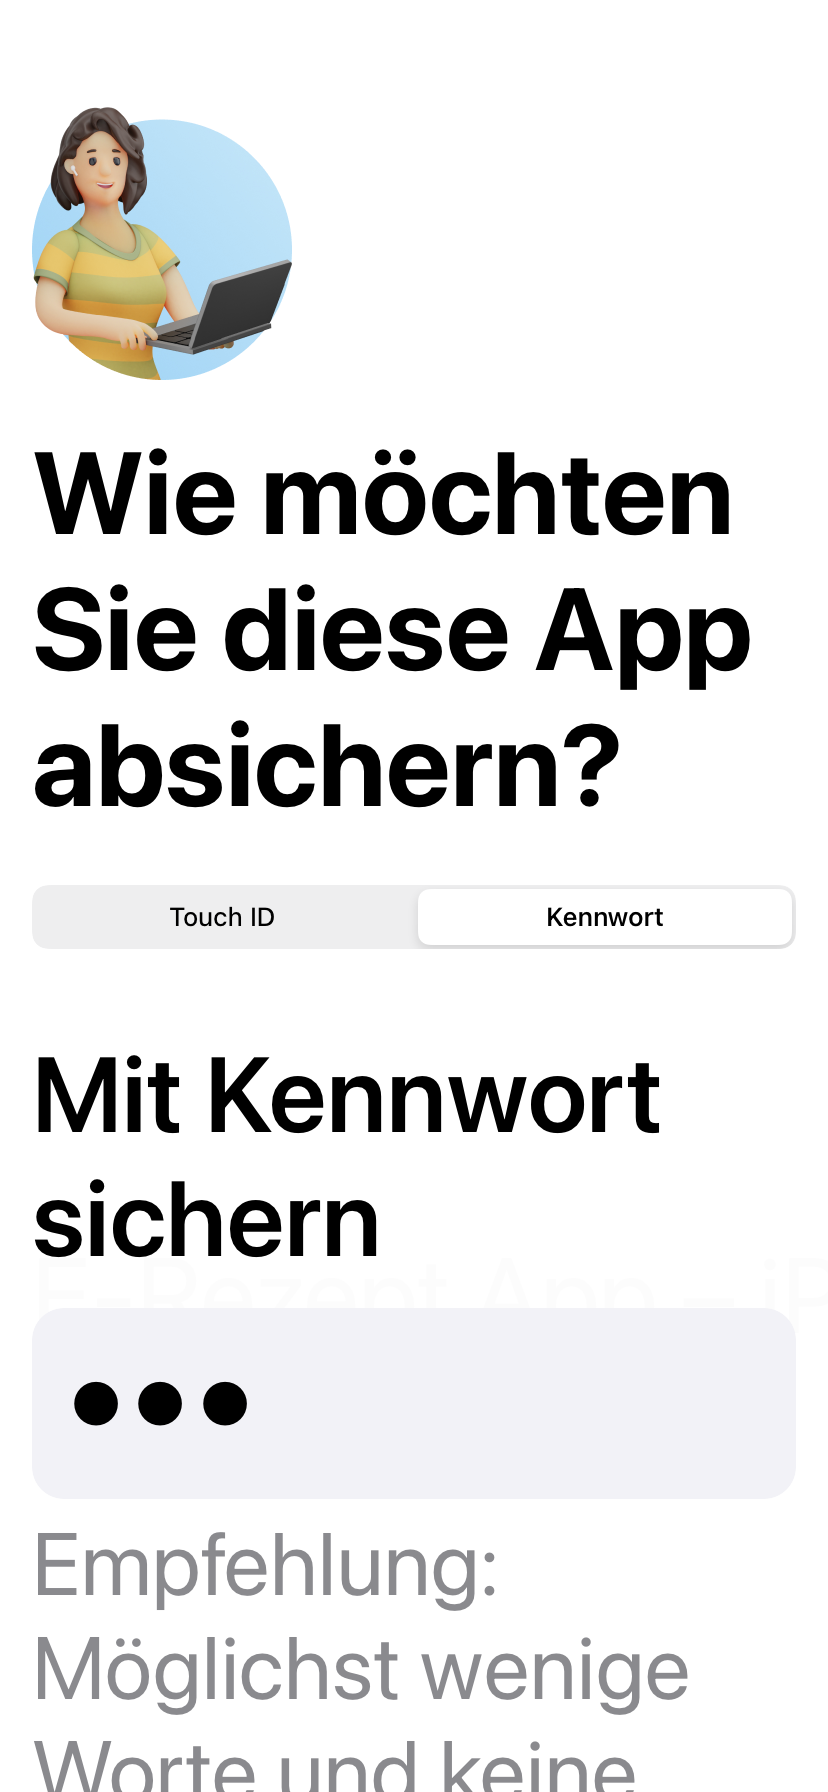 Wie möchten
Sie diese App
absichern?
Touch ID
Kennwort
Mit Kennwort
sichern
E-Rezept App – iP
Empfehlung:
Möglichst wenige
Worte und keine